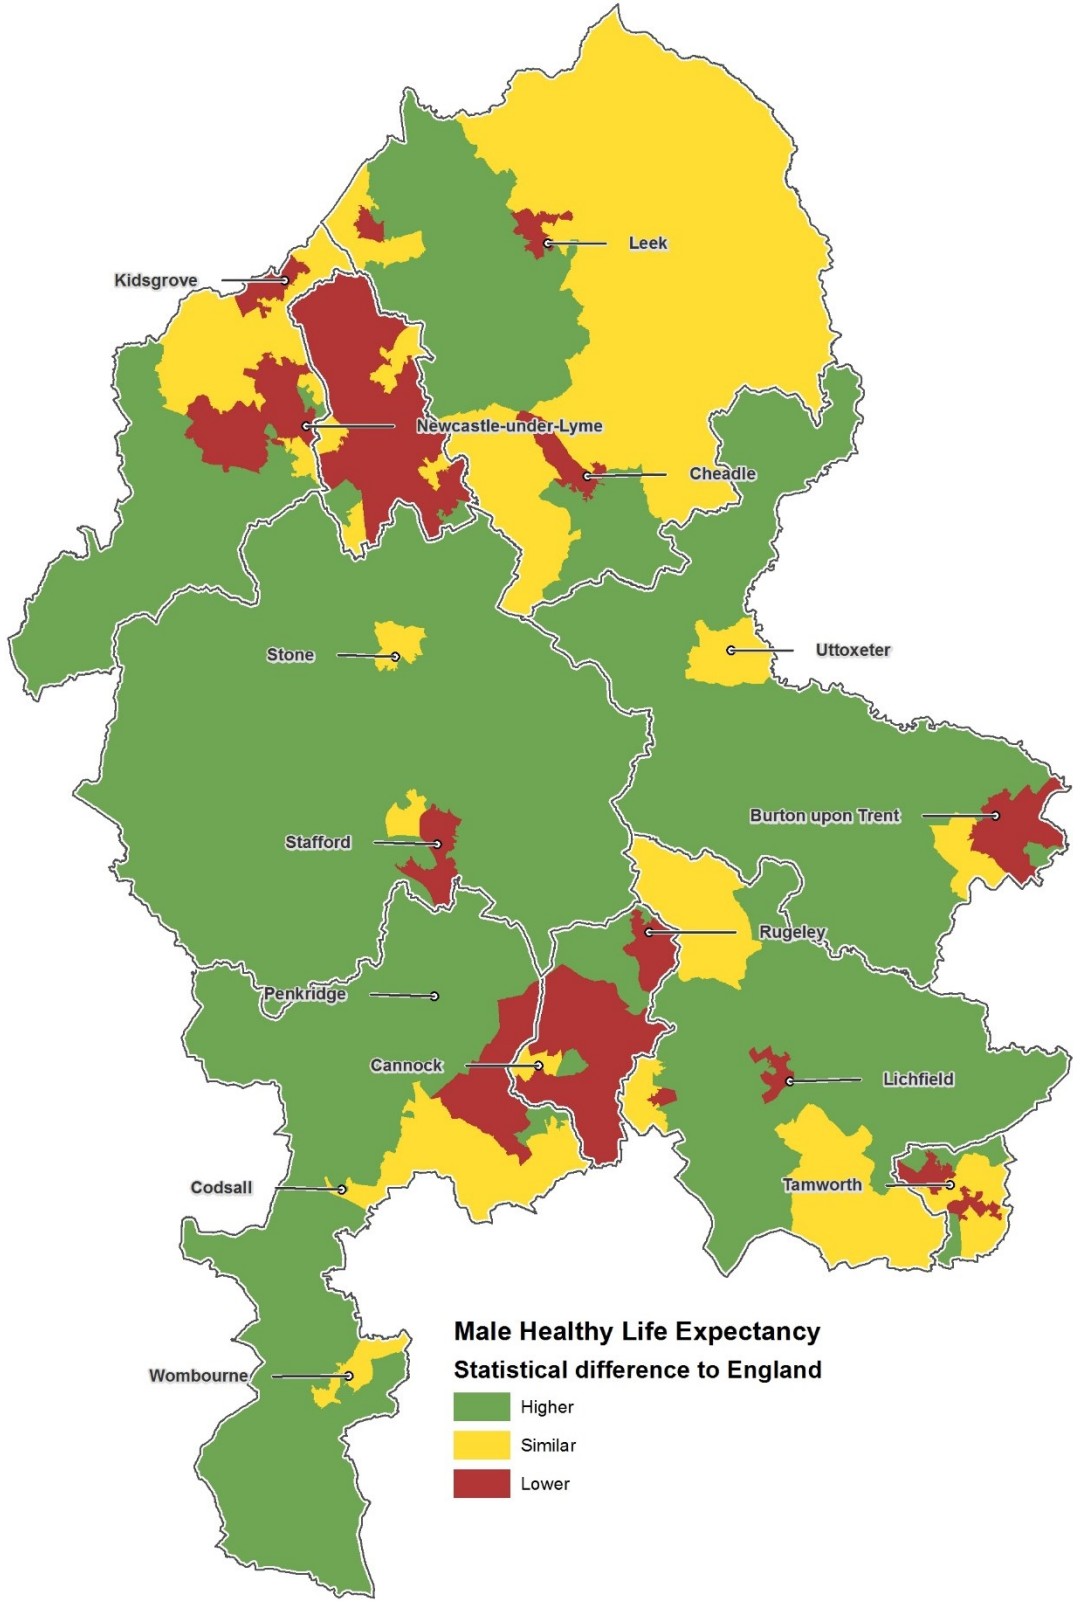 Leek
Kidsgrove
Newcastle-under-Lyme
Cheadle
Stone
Uttoxeter
Burton upon Trent
Stafford
Rugeley
Penkridge
Cannock
Lichfield
Codsall
Tamworth
Wombourne
Male Healthy Life Expectancy
Statistical difference to England
Higher
Similar
Lower